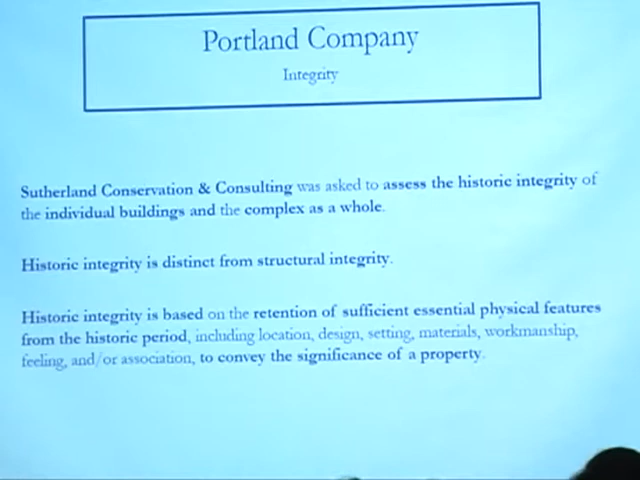 Portland Company
Integrity
Sutherland Conservation & Consulting was asked to assess the historic integrity of
the individual buildings and the complex as a whole.
Historic integrity is distinct from structural integrity.
Historic integrity is based on the retention of sufficient essential physical features
from the historic period, including location, design, setting, materials, workmanship,
feeling, and/or association, to convey the significance of a property.